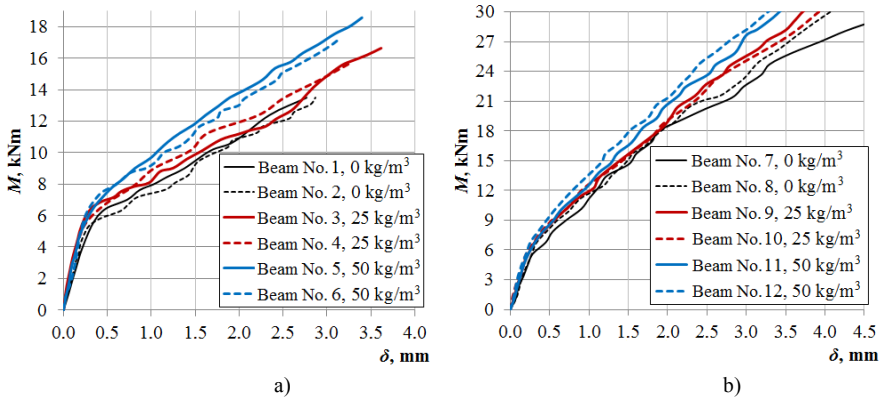 M, kNm
18
16
14
12
10
8
6
4
2
0
0.0 0.5 1.0 1.5 2.0 2.5 3.0 3.5 4.0
δ, mm
Beam No. 1, 0 kg/m³
Beam No. 2, 0 kg/m³
Beam No. 3, 25 kg/m³
Beam No. 4, 25 kg/m³
Beam No. 5, 50 kg/m³
Beam No. 6, 50 kg/m³
a)
M, kNm
30
27
24
21
18
15
12
9
6
3
0
0.0 0.5 1.0 1.5 2.0 2.5 3.0 3.5 4.0 4.5
δ, mm
Beam No. 7, 0 kg/m³
Beam No. 8, 0 kg/m³
Beam No. 9, 25 kg/m³
Beam No. 10, 25 kg/m³
Beam No. 11, 50 kg/m³
Beam No. 12, 50 kg/m³
b)